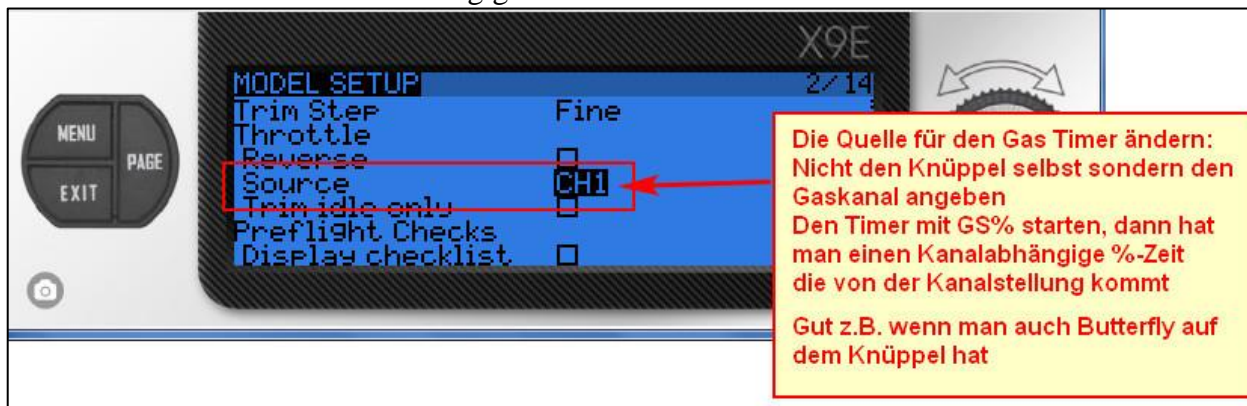 X9E
MODEL SETUP 2/14
Trim Step Fine
Throttle
Reverse
Source CH1
Trim idle only
Preflight Checks
Display checklist
MENU
PAGE
EXIT
Die Quelle für den Gas Timer ändern:
Nicht den Knüppel selbst sondern den
Gaskanal angeben
Den Timer mit GS% starten, dann hat
man einen Kanalabhängige %-Zeit
die von der Kanalstellung kommt
Gut z.B. wenn man auch Butterfly auf
dem Knüppel hat